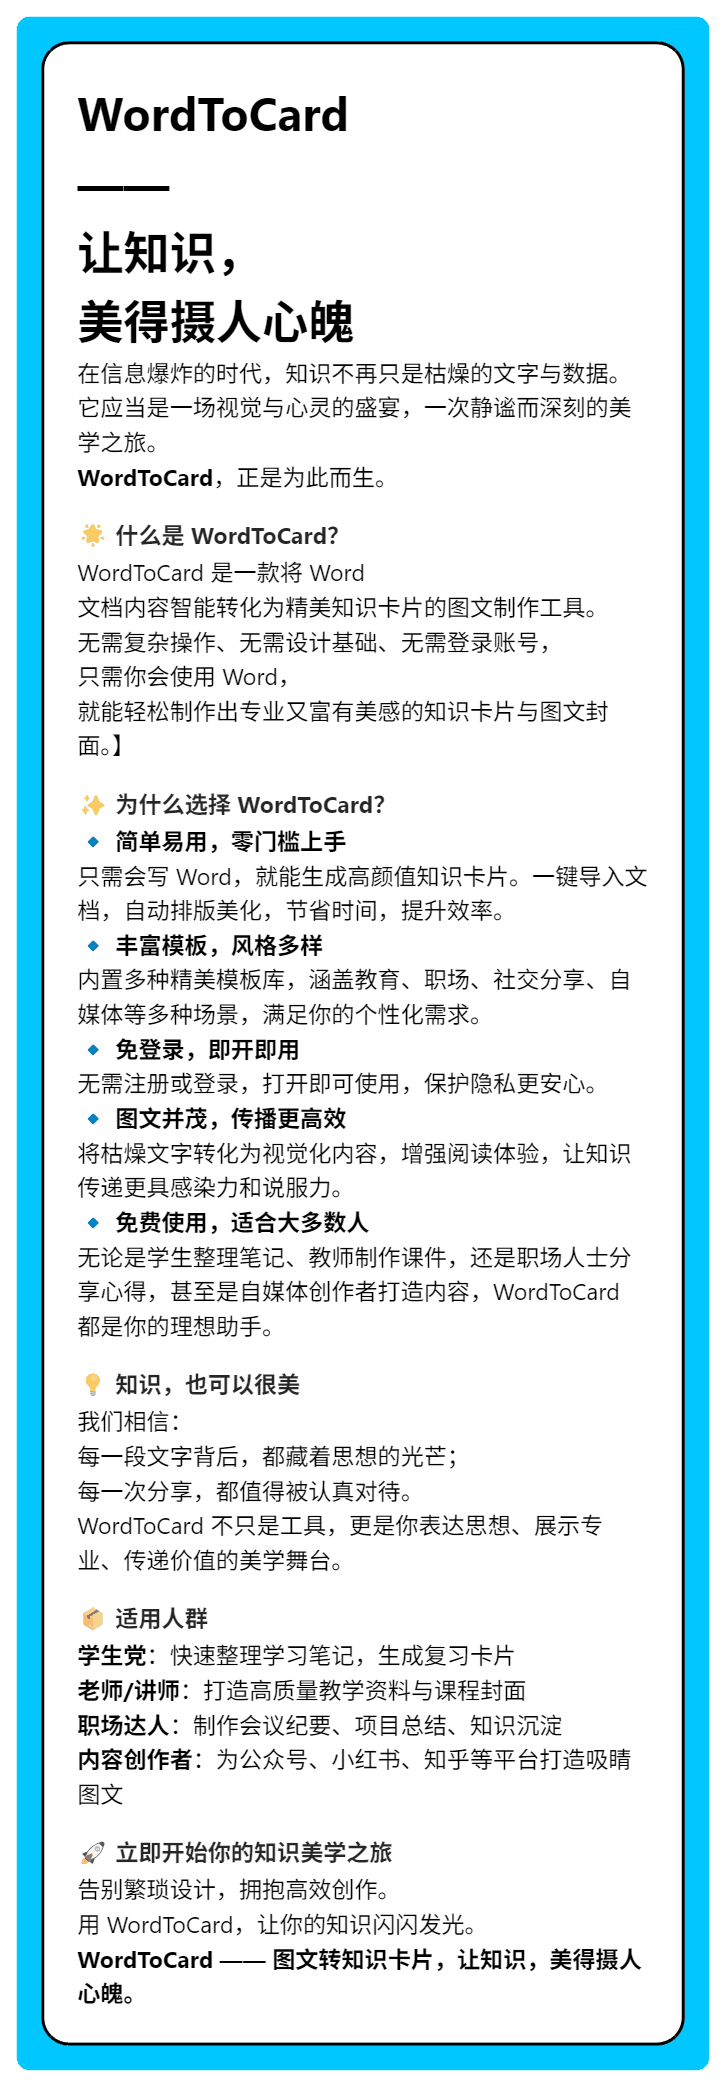 WordToCard
——
让知识，
美得摄人心魄
在信息爆炸的时代，知识不再只是枯燥的文字与数据。
它应当是一场视觉与心灵的盛宴，一次静谧而深刻的美
学之旅。
WordToCard，正是为此而生。
🌟 什么是 WordToCard？
WordToCard 是一款将 Word
文档内容智能转化为精美知识卡片的图文制作工具。
无需复杂操作、无需设计基础、无需登录账号，
只需你会使用 Word，
就能轻松制作出专业又富有美感的知识卡片与图文封
面。】
✨ 为什么选择 WordToCard？
🔹 简单易用，零门槛上手
只需会写 Word，就能生成高颜值知识卡片。一键导入文
档，自动排版美化，节省时间，提升效率。
🔹 丰富模板，风格多样
内置多种精美模板库，涵盖教育、职场、社交分享、自
媒体等多种场景，满足你的个性化需求。
🔹 免登录，即开即用
无需注册或登录，打开即可使用，保护隐私更安心。
🔹 图文并茂，传播更高效
将枯燥文字转化为视觉化内容，增强阅读体验，让知识
传递更具感染力和说服力。
🔹 免费使用，适合大多数人
无论是学生整理笔记、教师制作课件，还是职场人士分
享心得，甚至是自媒体创作者打造内容，WordToCard
都是你的理想助手。
💡 知识，也可以很美
我们相信：
每一段文字背后，都藏着思想的光芒；
每一次分享，都值得被认真对待。
WordToCard 不只是工具，更是你表达思想、展示专
业、传递价值的美学舞台。
📦 适用人群
学生党：快速整理学习笔记，生成复习卡片
老师/讲师：打造高质量教学资料与课程封面
职场达人：制作会议纪要、项目总结、知识沉淀
内容创作者：为公众号、小红书、知乎等平台打造吸睛
图文
🚀 立即开始你的知识美学之旅
告别繁琐设计，拥抱高效创作。
用 WordToCard，让你的知识闪闪发光。
WordToCard —— 图文转知识卡片，让知识，美得摄人
心魄。